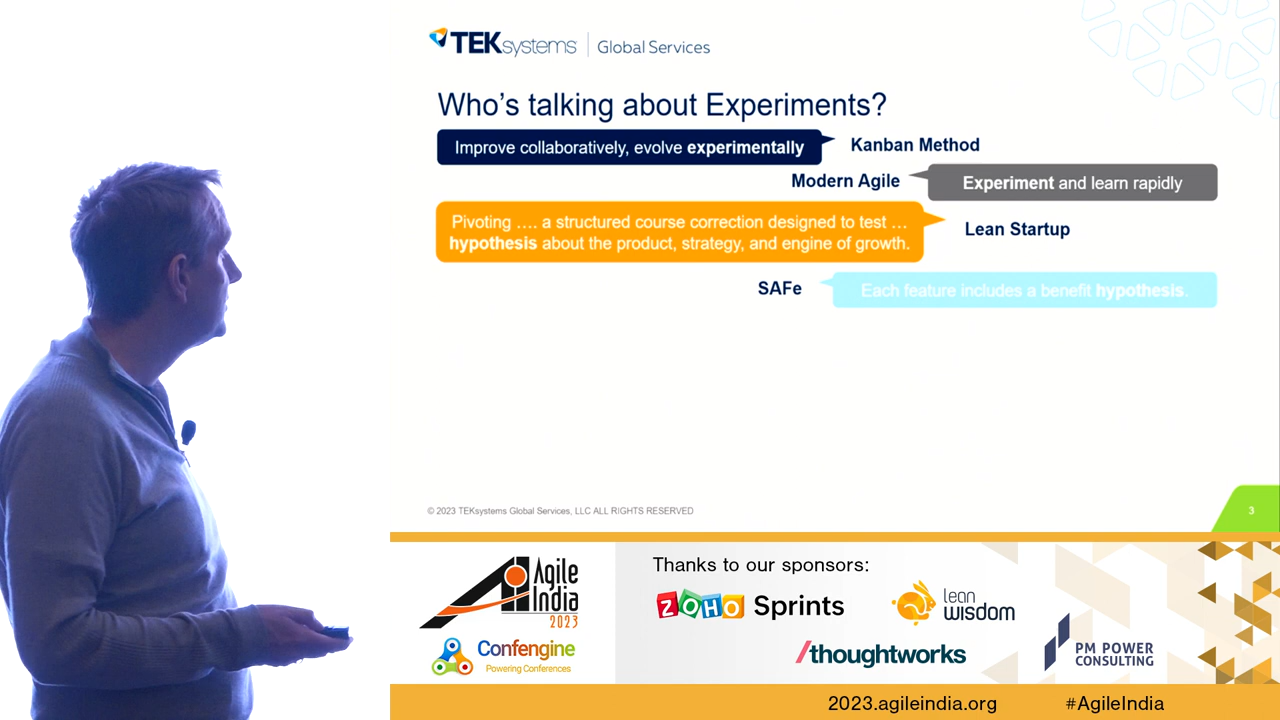 TEKsystems | Global Services
Who's talking about Experiments?
Improve collaboratively, evolve experimentally
Kanban Method
Modern Agile
Experiment and learn rapidly
Pivoting .... a structured course correction designed to test ...
hypothesis about the product, strategy, and engine of growth.
Lean Startup
SAFe
Each feature includes a benefit hypothesis.
© 2023 TEKsystems Global Services, LLC ALL RIGHTS RESERVED
3
Agile
India
2023
Confengine
Powering Conferences
Thanks to our sponsors:
ZOHO Sprints
lean
wisdom
/thoughtworks
PM POWER
CONSULTING
2023.agileindia.org
#AgileIndia